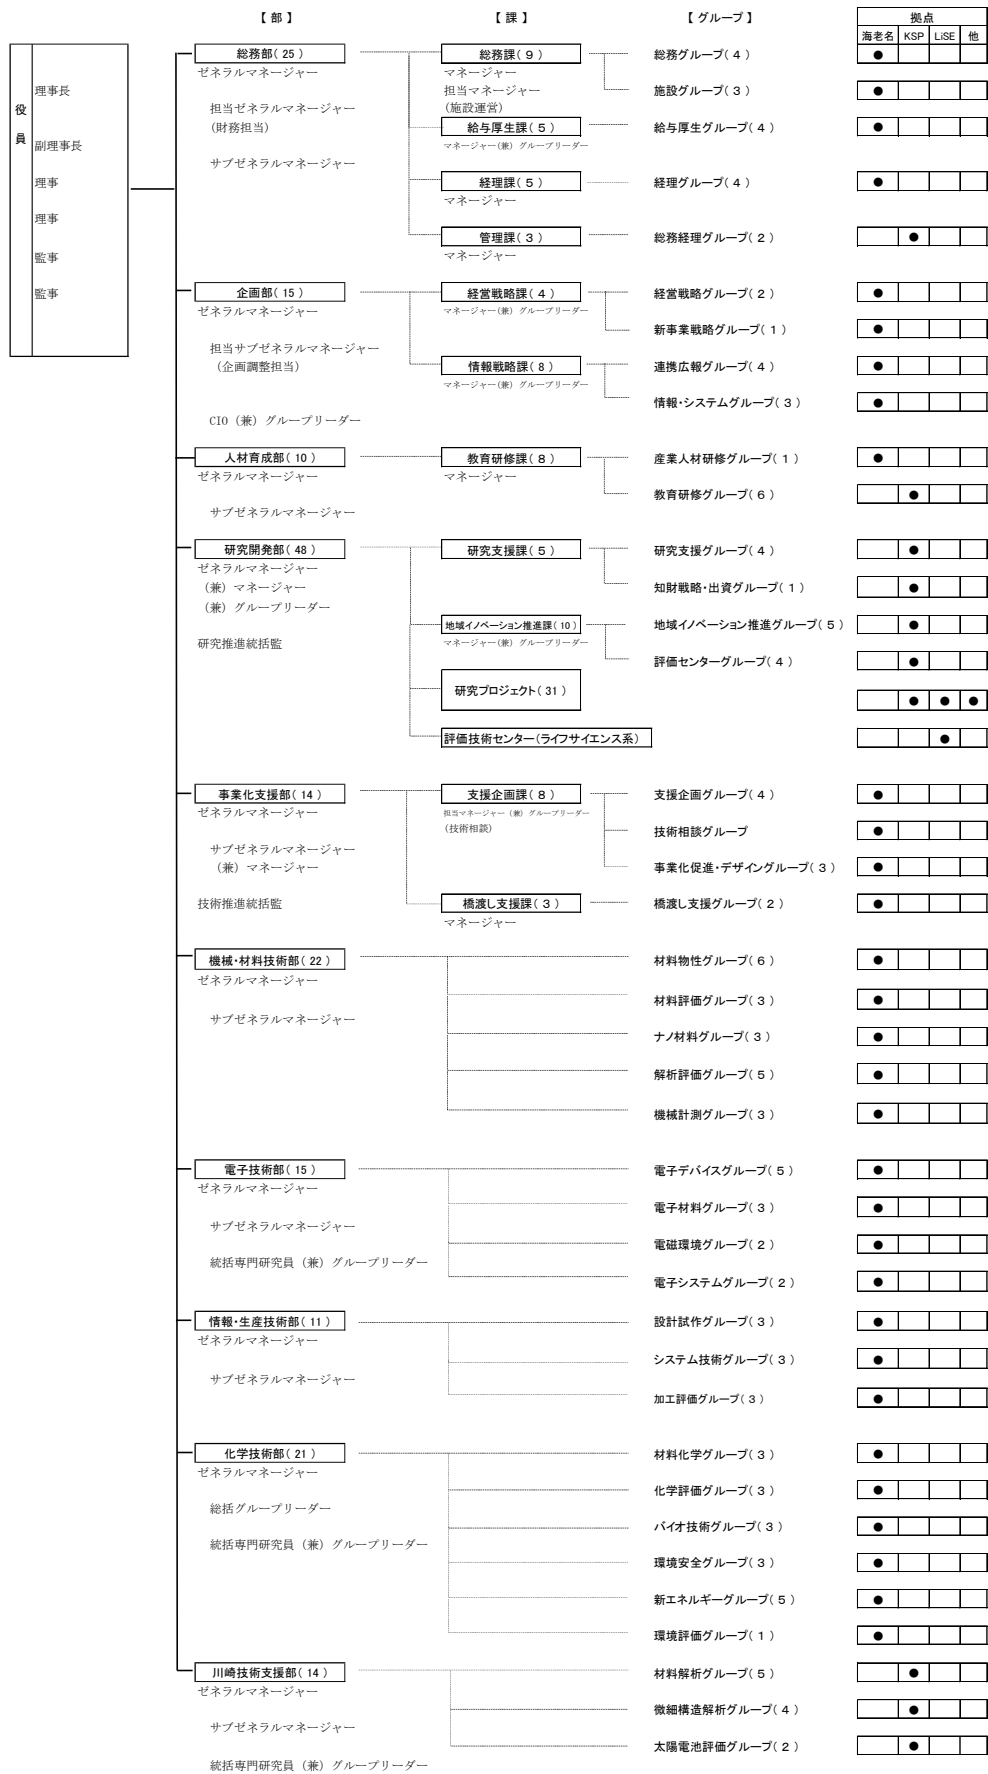 【 部 】 【 課 】 【 グループ 】 拠点
海老名 KSP LiSE 他
役員
理事長
副理事長
理事
理事
監事
監事
総務部( 25 ) 総務課( 9 ) 総務グループ( 4 ) ●
ゼネラルマネージャー マネージャー
担当マネージャー 施設グループ( 3 ) ●
担当ゼネラルマネージャー (施設運営)
(財務担当) 給与厚生課( 5 ) 給与厚生グループ( 4 ) ●
マネージャー(兼) グループリーダー
サブゼネラルマネージャー
経理課( 5 ) 経理グループ( 4 ) ●
マネージャー
管理課( 3 ) 総務経理グループ( 2 ) ●
マネージャー
企画部( 15 ) 経営戦略課( 4 ) 経営戦略グループ( 2 ) ●
ゼネラルマネージャー マネージャー(兼) グループリーダー
新事業戦略グループ( 1 ) ●
担当サブゼネラルマネージャー
(企画調整担当) 情報戦略課( 8 ) 連携広報グループ( 4 ) ●
マネージャー(兼) グループリーダー
情報・システムグループ( 3 ) ●
CIO (兼) グループリーダー
人材育成部( 10 ) 教育研修課( 8 ) 産業人材研修グループ( 1 ) ●
ゼネラルマネージャー マネージャー
教育研修グループ( 6 ) ●
サブゼネラルマネージャー
研究開発部( 48 ) 研究支援課( 5 ) 研究支援グループ( 4 ) ●
ゼネラルマネージャー
(兼) マネージャー 知財戦略・出資グループ( 1 ) ●
(兼) グループリーダー
地域イノベーション推進課( 10 ) 地域イノベーション推進グループ( 5 ) ●
研究推進統括監 マネージャー(兼) グループリーダー
評価センターグループ( 4 ) ●
研究プロジェクト( 31 ) ● ● ●
評価技術センター(ライフサイエンス系) ●
事業化支援部( 14 ) 支援企画課( 8 ) 支援企画グループ( 4 ) ●
ゼネラルマネージャー 担当マネージャー (兼) グループリーダー
(技術相談) 技術相談グループ ●
サブゼネラルマネージャー
(兼) マネージャー 事業化促進・デザイングループ( 3 ) ●
技術推進統括監 橋渡し支援課( 3 ) 橋渡し支援グループ( 2 ) ●
マネージャー
機械・材料技術部( 22 ) 材料物性グループ( 6 ) ●
ゼネラルマネージャー
材料評価グループ( 3 ) ●
サブゼネラルマネージャー
ナノ材料グループ( 3 ) ●
解析評価グループ( 5 ) ●
機械計測グループ( 3 ) ●
電子技術部( 15 ) 電子デバイスグループ( 5 ) ●
ゼネラルマネージャー
電子材料グループ( 3 ) ●
サブゼネラルマネージャー
電磁環境グループ( 2 ) ●
統括専門研究員 (兼) グループリーダー
電子システムグループ( 2 ) ●
情報・生産技術部( 11 ) 設計試作グループ( 3 ) ●
ゼネラルマネージャー
システム技術グループ( 3 ) ●
サブゼネラルマネージャー
加工評価グループ( 3 ) ●
化学技術部( 21 ) 材料化学グループ( 3 ) ●
ゼネラルマネージャー
化学評価グループ( 3 ) ●
総括グループリーダー
バイオ技術グループ( 3 ) ●
統括専門研究員 (兼) グループリーダー
環境安全グループ( 3 ) ●
新エネルギーグループ( 5 ) ●
環境評価グループ( 1 ) ●
川崎技術支援部( 14 ) 材料解析グループ( 5 ) ●
ゼネラルマネージャー
微細構造解析グループ( 4 ) ●
サブゼネラルマネージャー
太陽電池評価グループ( 2 ) ●
統括専門研究員 (兼) グループリーダー